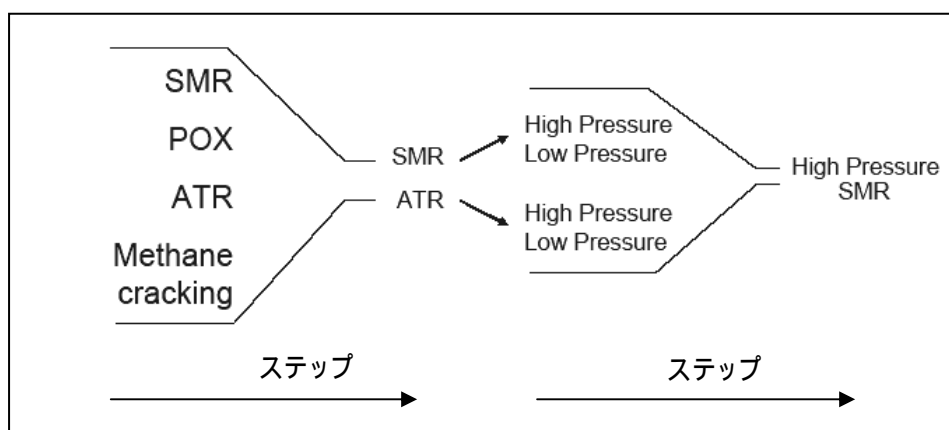 SMR
POX
ATR
Methane
cracking
SMR
ATR
High Pressure
Low Pressure
High Pressure
Low Pressure
High Pressure
SMR
ステップ
ステップ